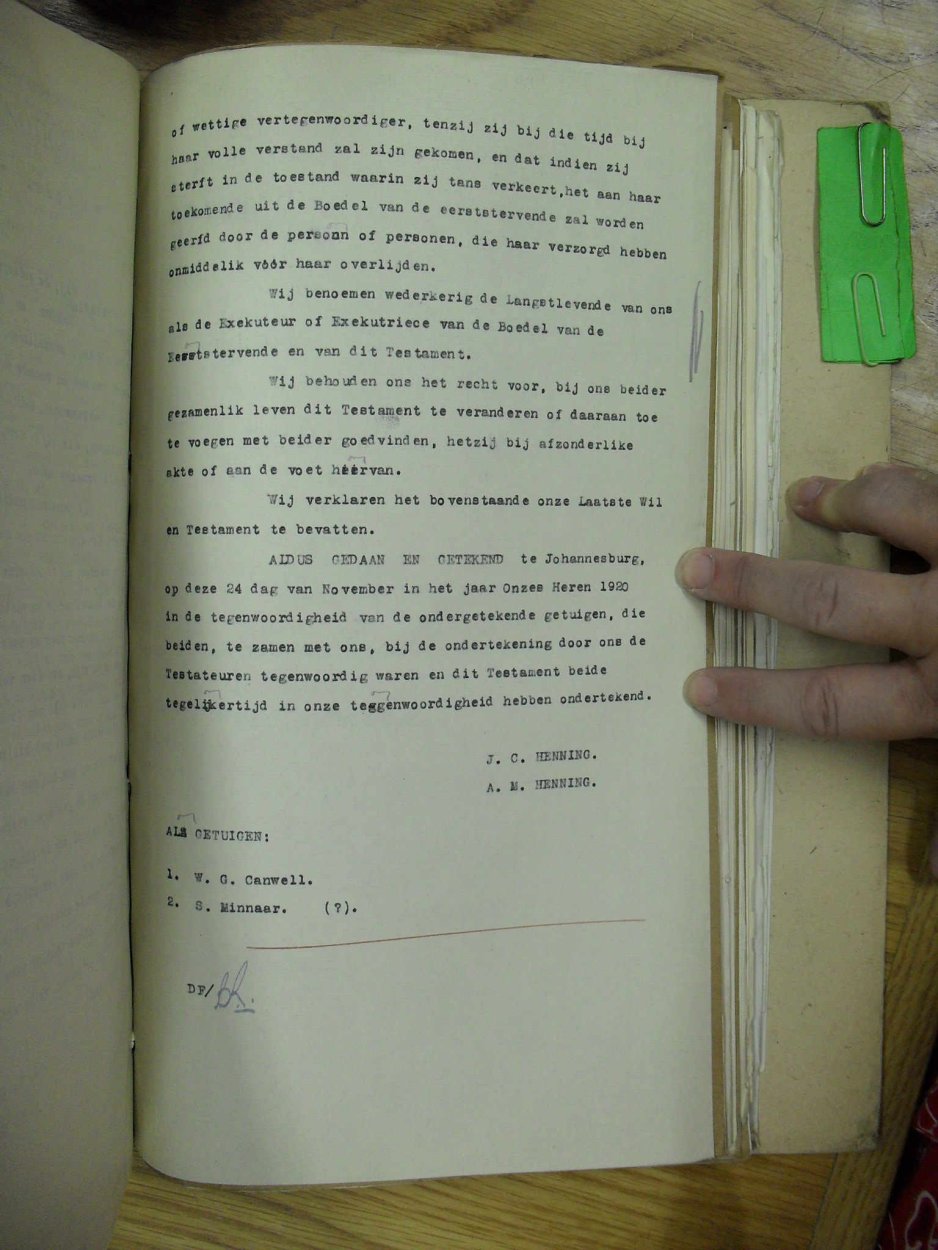 of wettige vertegenwoordiger, tenzij zij bij die tijd bij
haar volle verstand zal zijn gekomen, en dat indien zij
sterft in de toestand waarin zij tans verkeert,het aan haar
toekomende uit de Boedel van de eerststervende zal worden
geerfd door de personn of personen, die haar verzorgd hebben
onmiddelik vóór haar overlijden.
Wij benoemen wederkerig de Langstlevende van ons
als de Exekuteur of Exekutriece van de Boedel van de
Eerststervende en van dit Testament.
Wij behouden ons het recht voor, bij ons beider
gezamenlik leven dit Testament te veranderen of daaraan toe
te voegen met beider goedvinden, hetzij bij afzonderlike
akte of aan de voet héérvan.
Wij verklaren het bovenstaande onze Laatste Wil
en Testament te bevatten.
ALDUS GEDAAN EN GETEKEND te Johannesburg,
op deze 24 dag van November in het jaar Onzes Heren 1920
in de tegenwoordigheid van de ondergetekende getuigen, die
beiden, te zamen met ons, bij de ondertekening door ons de
Testateuren tegenwoordig waren en dit Testament beide
tegelijkertijd in onze teggenwoordigheid hebben ondertekend.
J. C. HENNING.
A. M. HENNING.
ALS GETUIGEN:
1. W. G. Canwell.
2. S. Minnaar. (?).
DF/